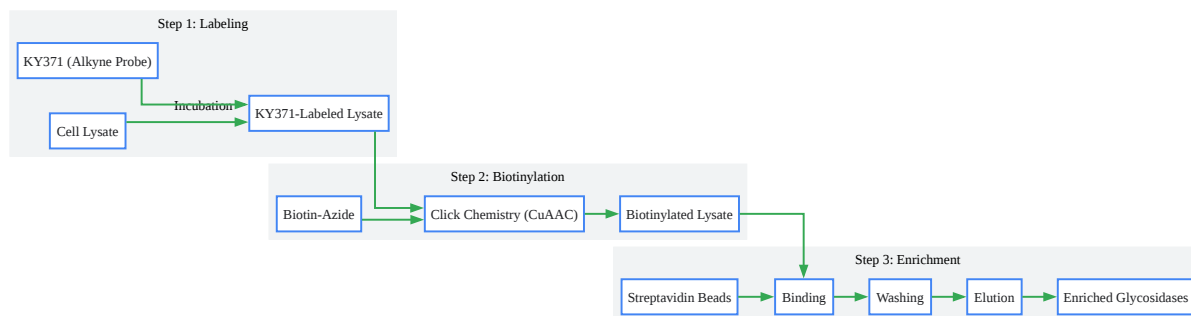 Step 1: Labeling
KY371 (Alkyne Probe)
Incubation
KY371-Labeled Lysate
Cell Lysate
Step 2: Biotinylation
Biotin-Azide
Click Chemistry (CuAAC)
Biotinylated Lysate
Step 3: Enrichment
Streptavidin Beads
Binding
Washing
Elution
Enriched Glycosidases